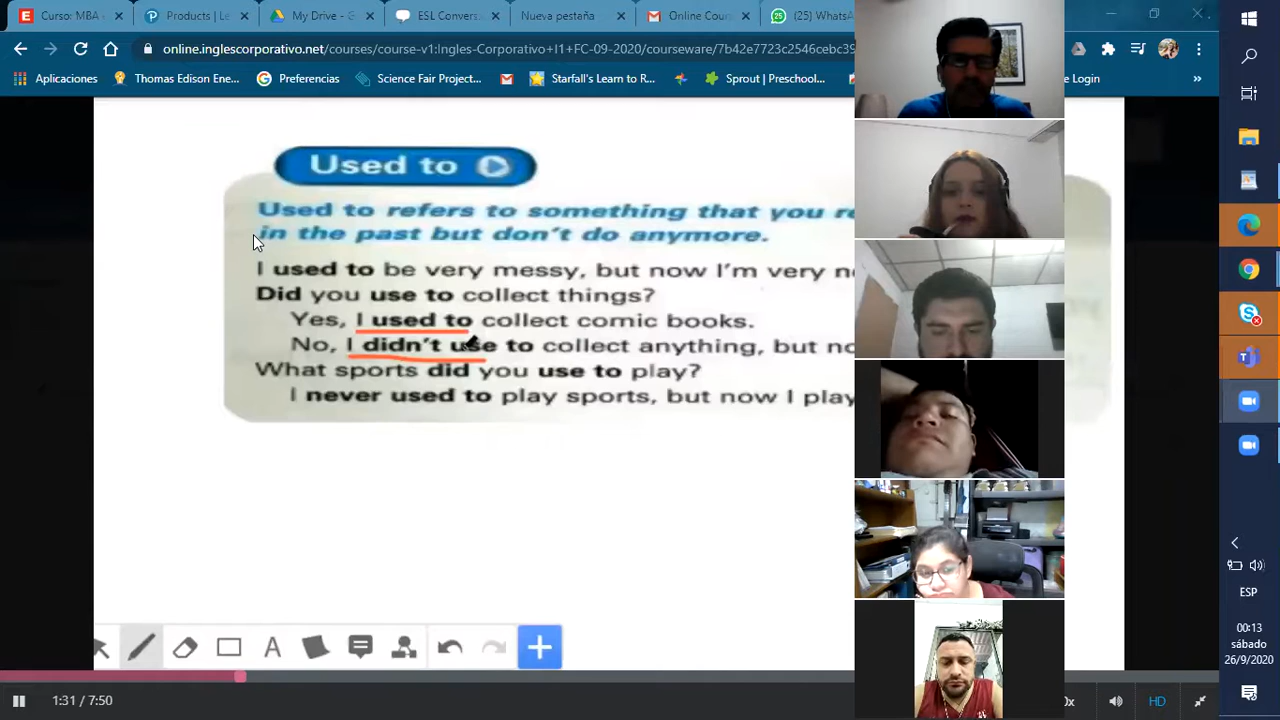 Curso: MBA
Products | Le
My Drive - G
ESL Convers
Nueva pestaña
Online Cour
(25) WhatsA
online.inglescorporativo.net/courses/course-v1:Ingles-Corporativo+I1+FC-09-2020/courseware/7b42e7723c2546cebc39
Aplicaciones
Thomas Edison Ene...
Preferencias
Science Fair Project...
Starfall's Learn to R...
Sprout | Preschool...
e Login
»
Used to
Used to refers to something that you re
in the past but don't do anymore.
I used to be very messy, but now I'm very ne
Did you use to collect things?
Yes, I used to collect comic books.
No, I didn't use to collect anything, but no
What sports did you use to play?
I never used to play sports, but now I play
1:31 / 7:50
0x
HD
ESP
00:13
sábado
26/9/2020